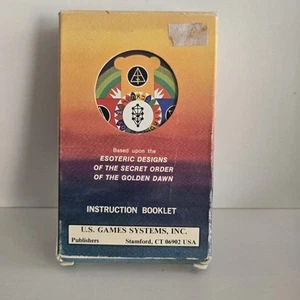 Based upon the
ESOTERIC DESIGNS
OF THE SECRET ORDER
OF THE GOLDEN DAWN
INSTRUCTION BOOKLET
U.S. GAMES SYSTEMS, INC.
Publishers Stamford, CT 06902 USA